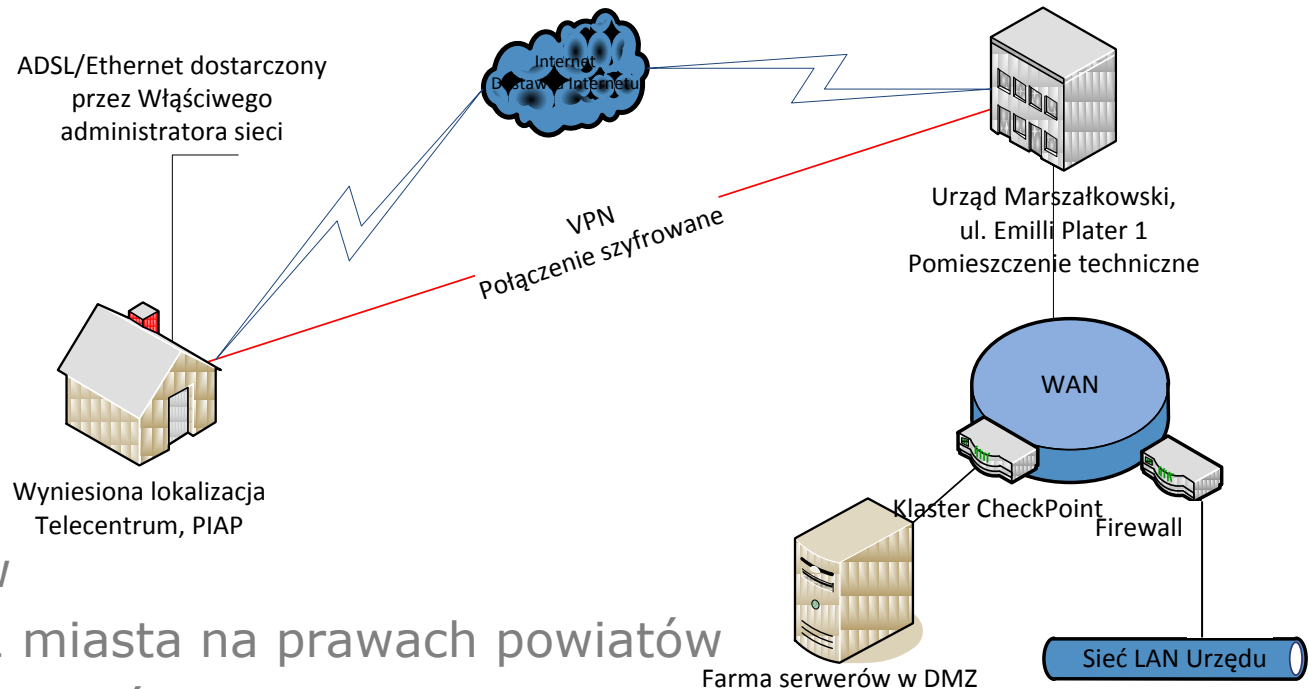 ADSL/Ethernet dostarczony
przez Włąściwego
administratora sieci
Internet
Dostawca Internetu
VPN
Połączenie szyfrowane
Urząd Marszałkowski,
ul. Emilli Plater 1
Pomieszczenie techniczne
WAN
Wyniesiona lokalizacja
Telecentrum, PIAP
Klaster CheckPoint
Firewall
miasta na prawach powiatów
Farma serwerów w DMZ
Sieć LAN Urzędu